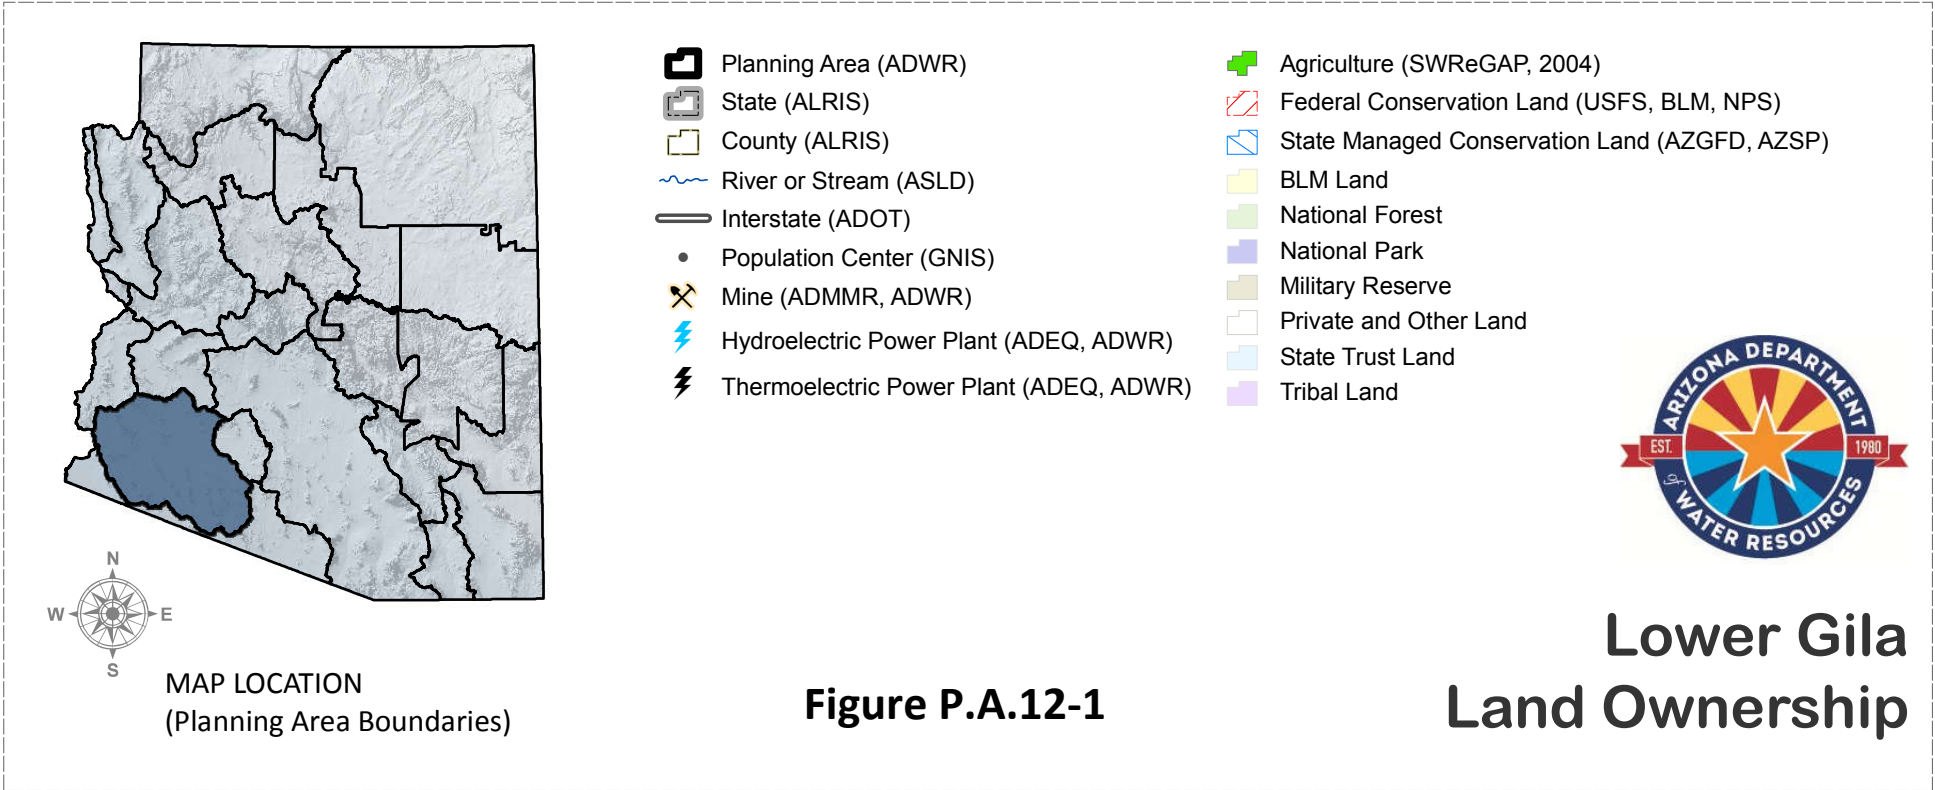 Planning Area (ADWR)
State (ALRIS)
County (ALRIS)
River or Stream (ASLD)
Interstate (ADOT)
Population Center (GNIS)
Mine (ADMMR, ADWR)
Hydroelectric Power Plant (ADEQ, ADWR)
Thermoelectric Power Plant (ADEQ, ADWR)
Agriculture (SWReGAP, 2004)
Federal Conservation Land (USFS, BLM, NPS)
State Managed Conservation Land (AZGFD, AZSP)
BLM Land
National Forest
National Park
Military Reserve
Private and Other Land
State Trust Land
Tribal Land
ARIZONA DEPARTMENT
EST. 1980
of WATER RESOURCES
N
W E
S
MAP LOCATION
(Planning Area Boundaries)
Figure P.A.12-1
Lower Gila
Land Ownership